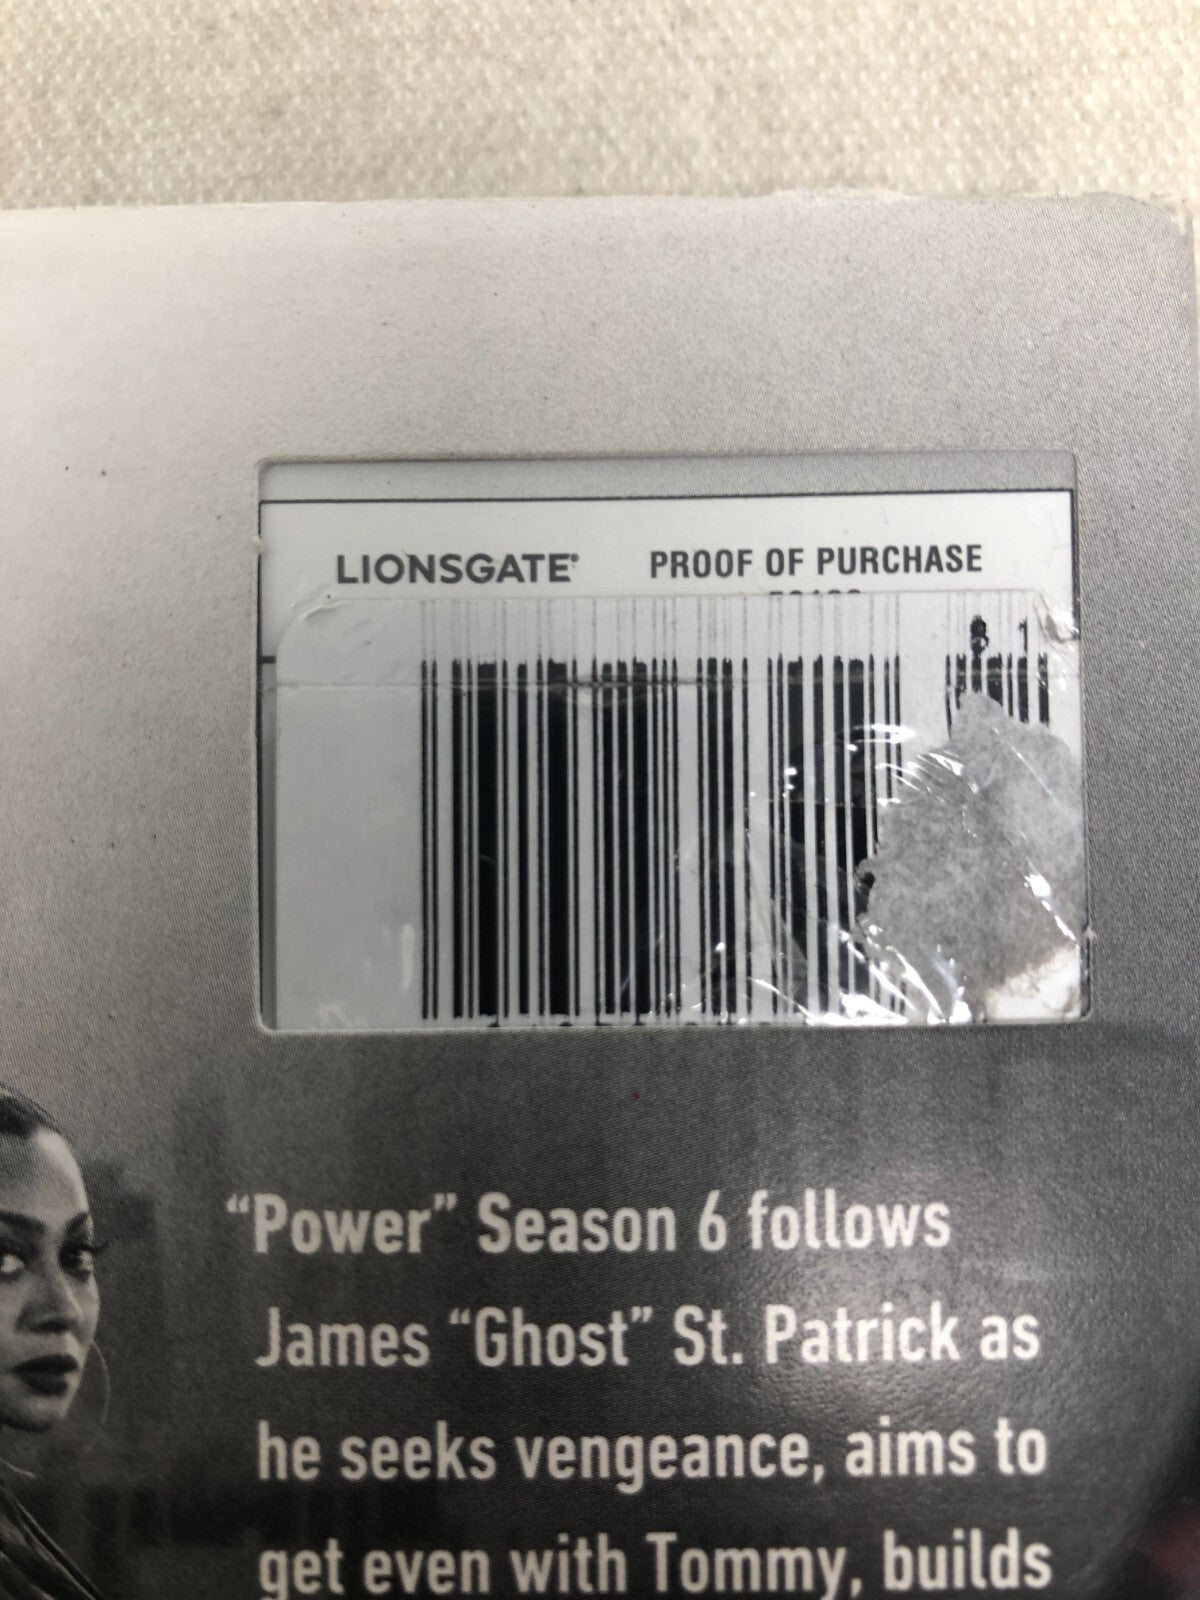 LIONSGATE® PROOF OF PURCHASE
“Power” Season 6 follows
James “Ghost” St. Patrick as
he seeks vengeance, aims to
get even with Tommy, builds